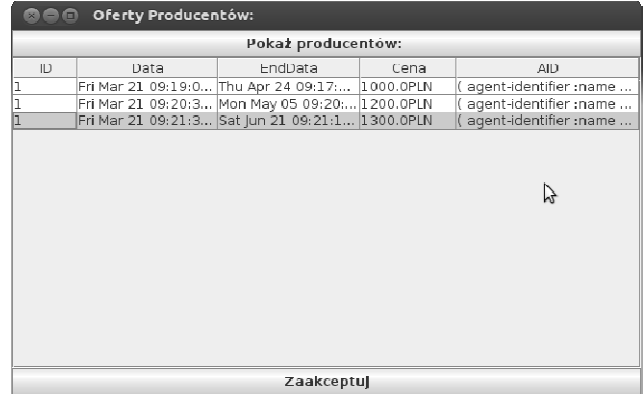 Oferty Producentów:
Pokaż producentów:
ID Data EndData Cena AID
1 Fri Mar 21 09:19:0... Thu Apr 24 09:17:... 1000.0PLN ( agent-identifier :name ...
1 Fri Mar 21 09:20:3... Mon May 05 09:20:... 1200.0PLN ( agent-identifier :name ...
1 Fri Mar 21 09:21:3... Sat Jun 21 09:21:1... 1300.0PLN ( agent-identifier :name ...
Zaakceptuj